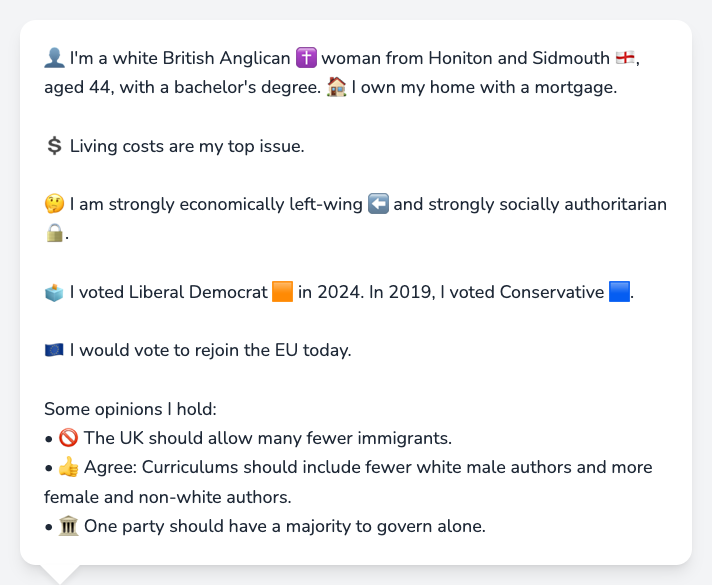 👤 I'm a white British Anglican ✝️ woman from Honiton and Sidmouth 🏴󠁧󠁢󠁥󠁮󠁧󠁿,
aged 44, with a bachelor's degree. 🏠 I own my home with a mortgage.
💲 Living costs are my top issue.
🤔 I am strongly economically left-wing ⬅️ and strongly socially authoritarian
🔒.
🗳️ I voted Liberal Democrat 🟧 in 2024. In 2019, I voted Conservative 🟦.
🇪🇺 I would vote to rejoin the EU today.
Some opinions I hold:
• 🚫 The UK should allow many fewer immigrants.
• 👍 Agree: Curriculums should include fewer white male authors and more
female and non-white authors.
• 🏛️ One party should have a majority to govern alone.